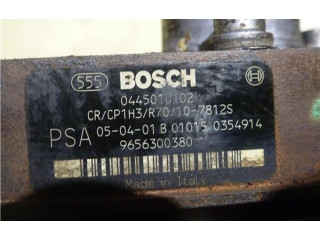 555 BOSCH
0445010102
CR/CP1H3/R70/10-7812S
PSA 05-04-01 B 01015 0354914
9656300380
Made in Italy